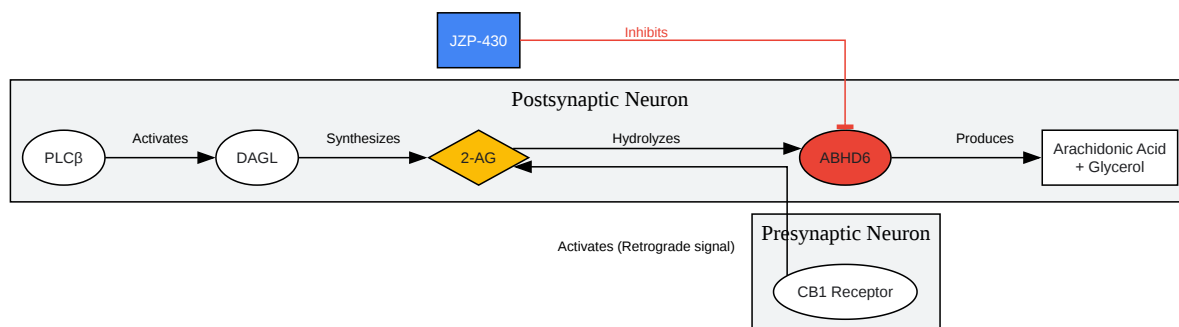 JZP-430
Inhibits
Postsynaptic Neuron
PLCβ
Activates
DAGL
Synthesizes
2-AG
Hydrolyzes
ABHD6
Produces
Arachidonic Acid
+ Glycerol
Activates (Retrograde signal)
Presynaptic Neuron
CB1 Receptor